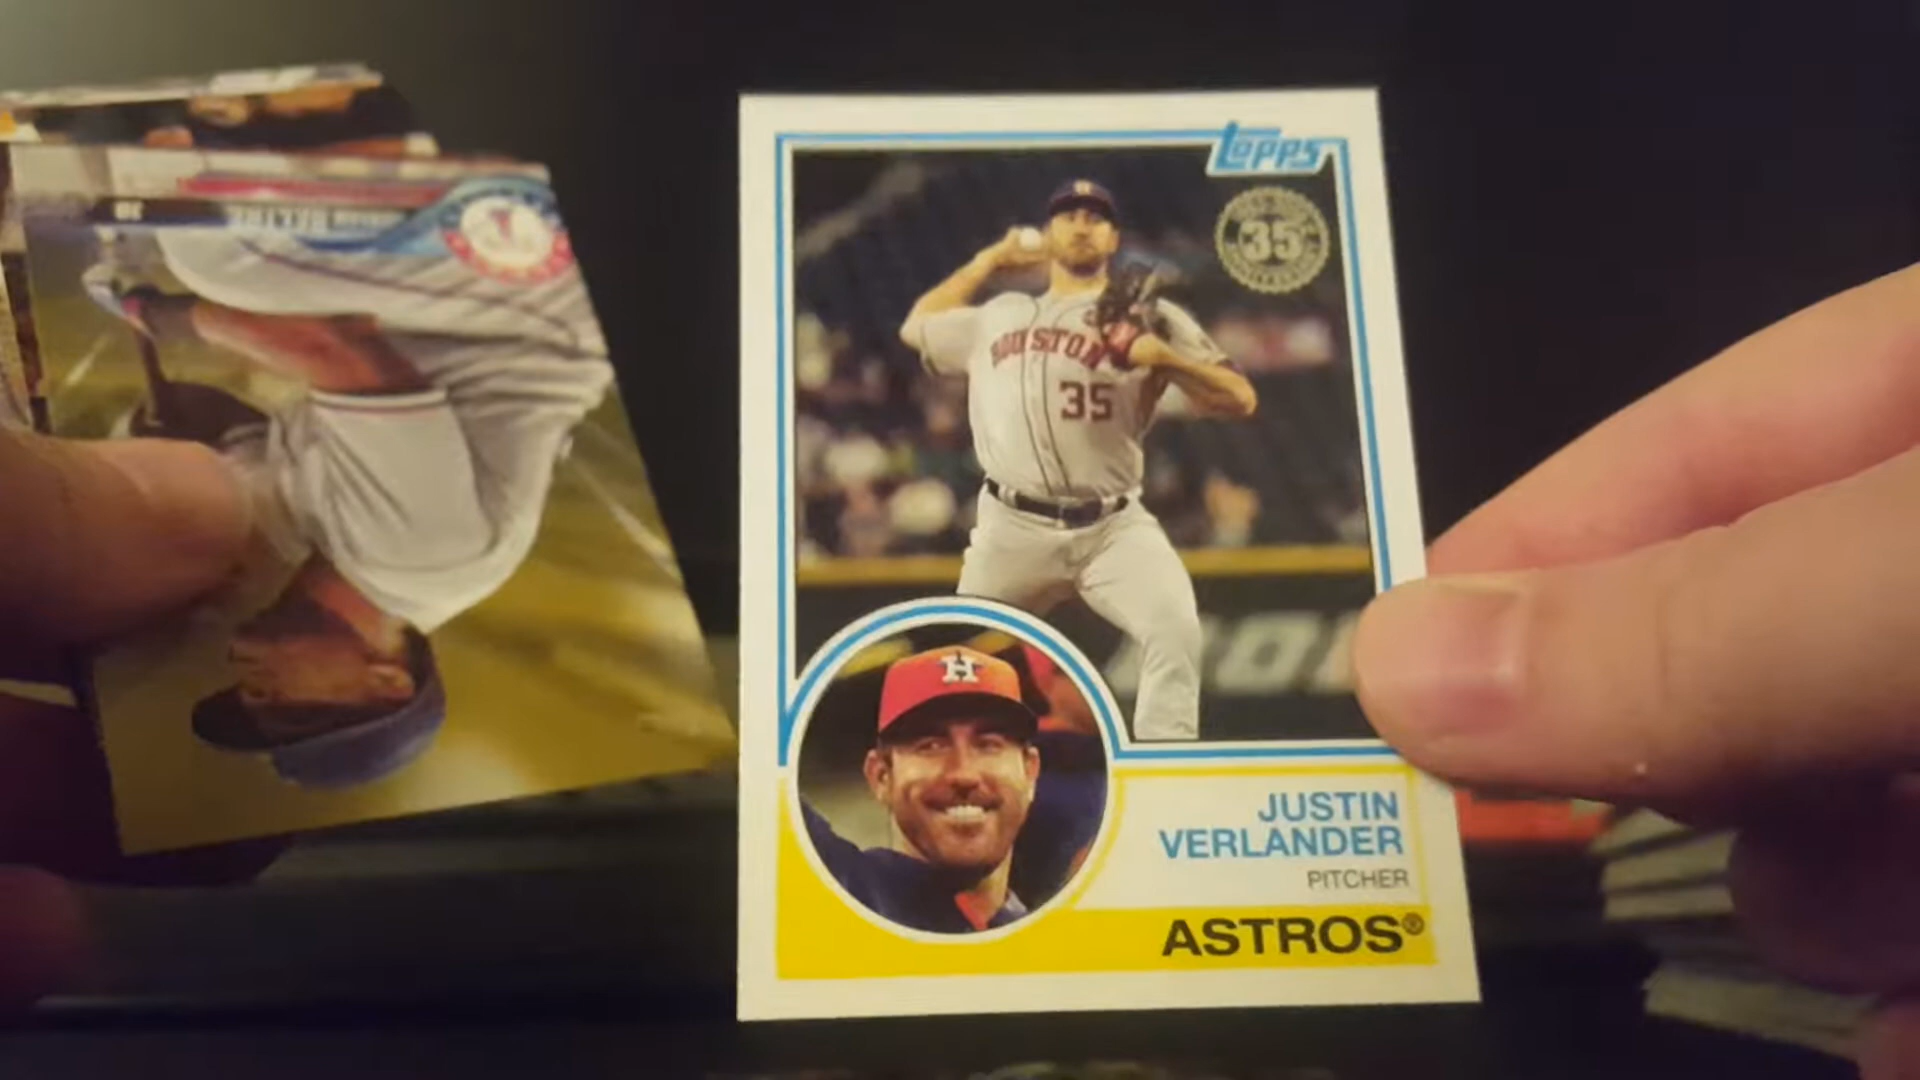 Topps
35
HOUSTON
35
H
JUSTIN
VERLANDER
PITCHER
ASTROS®